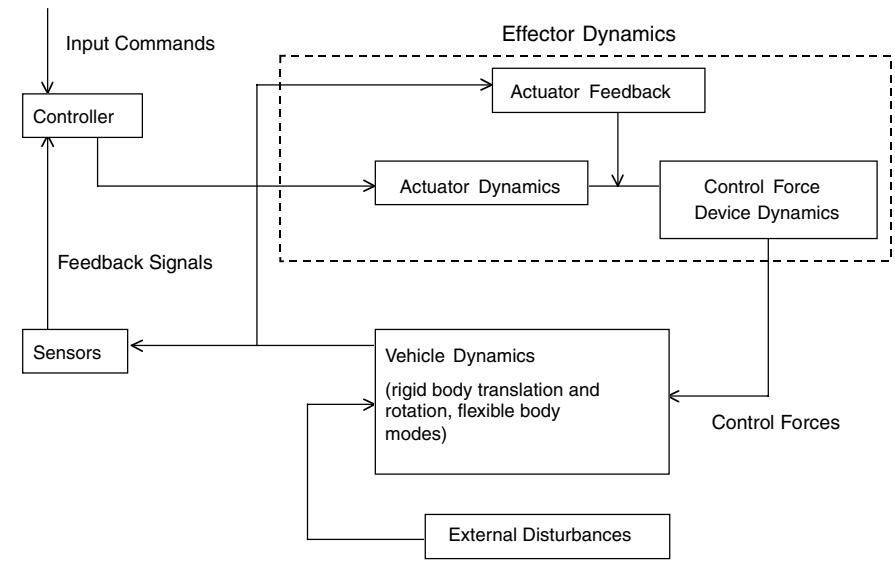 Input Commands
Effector Dynamics
Actuator Feedback
Controller
Actuator Dynamics
Control Force
Device Dynamics
Feedback Signals
Sensors
Vehicle Dynamics
(rigid body translation and
rotation, flexible body
modes)
Control Forces
External Disturbances